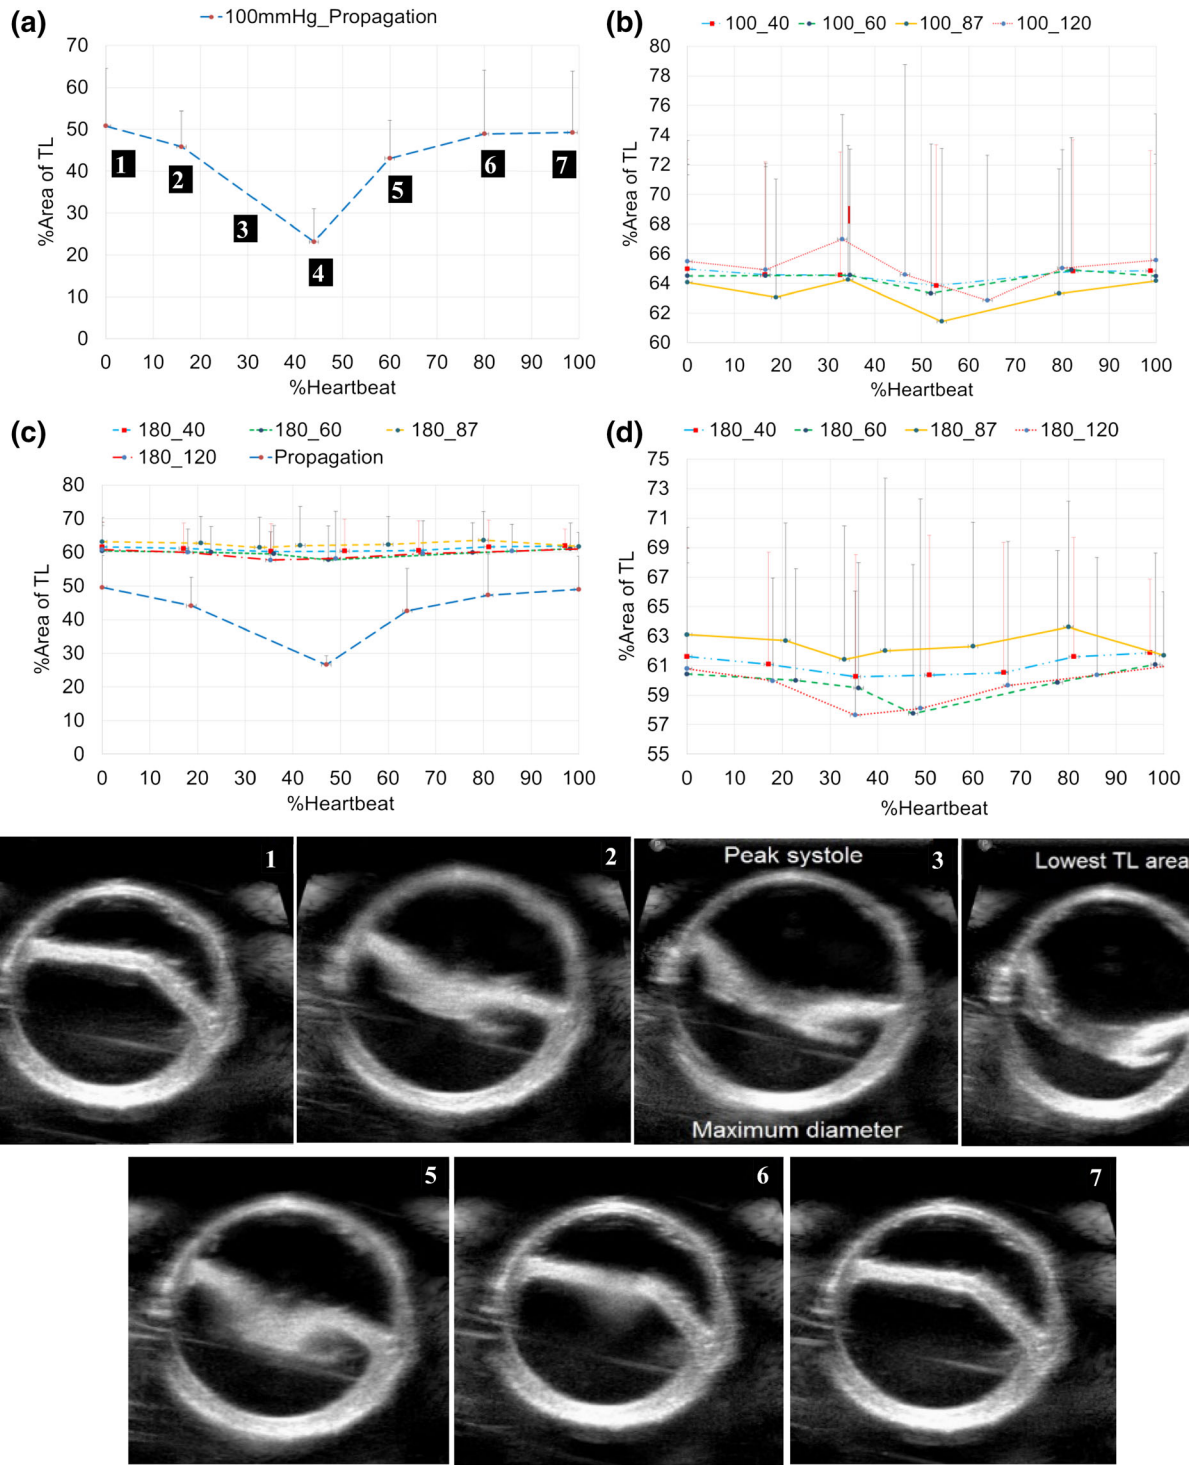 (a)
100mmHg_Propagation
70
60
50
40
30
20
10
0
%Area of TL
1
2
3
4
5
6
7
0 10 20 30 40 50 60 70 80 90 100
%Heartbeat
(b)
100_40 100_60 100_87 100_120
80
78
76
74
72
70
68
66
64
62
60
%Area of TL
0 10 20 30 40 50 60 70 80 90 100
%Heartbeat
(c)
180_40 180_60 180_87
180_120 Propagation
80
70
60
50
40
30
20
10
0
%Area of TL
0 10 20 30 40 50 60 70 80 90 100
%Heartbeat
(d)
180_40 180_60 180_87 180_120
75
73
71
69
67
65
63
61
59
57
55
%Area of TL
0 10 20 30 40 50 60 70 80 90 100
%Heartbeat
1
2
Peak systole 3
Maximum diameter
Lowest TL area
5
6
7